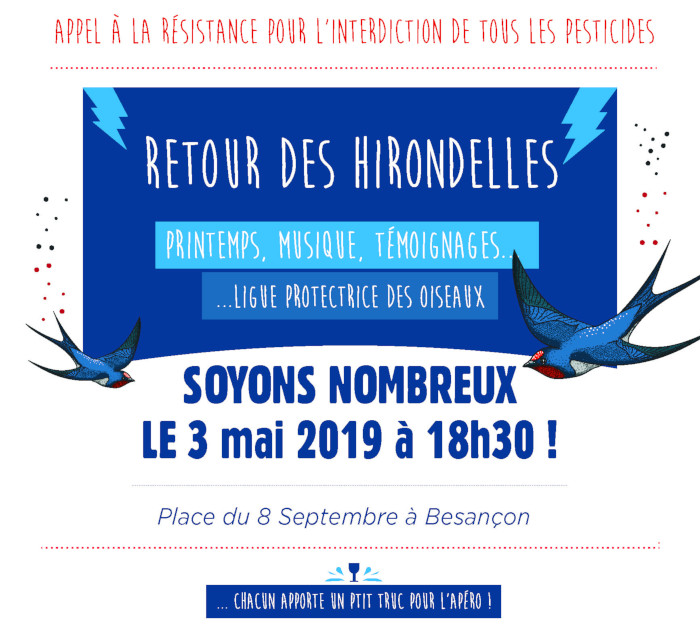 APPEL À LA RÉSISTANCE POUR L'INTERDICTION DE TOUS LES PESTICIDES
RETOUR DES HIRONDELLES
PRINTEMPS, MUSIQUE, TÉMOIGNAGES...
...LIGUE PROTECTRICE DES OISEAUX
SOYONS NOMBREUX
LE 3 mai 2019 à 18h30 !
Place du 8 Septembre à Besançon
... CHACUN APPORTE UN PTIT TRUC POUR L'APÉRO !